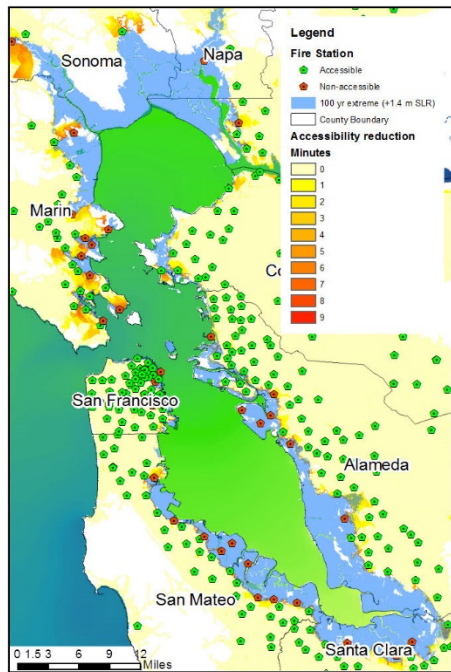 Sonoma
Napa
Marin
Co
San Francisco
Alameda
San Mateo
Santa Clara
Legend
Fire Station
Accessible
Non-accessible
100 yr extreme (+1.4 m SLR)
County Boundary
Accessibility reduction
Minutes
0
1
2
3
4
5
6
7
8
9
0 1.5 3 6 9 12
Miles